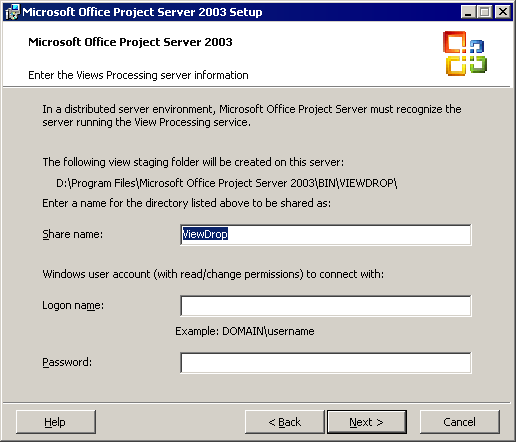 Microsoft Office Project Server 2003 Setup
Microsoft Office Project Server 2003
Enter the Views Processing server information
In a distributed server environment, Microsoft Office Project Server must recognize the
server running the View Processing service.
The following view staging folder will be created on this server:
D:\Program Files\Microsoft Office Project Server 2003\BIN\VIEWDROP\
Enter a name for the directory listed above to be shared as:
Share name: ViewDrop
Windows user account (with read/change permissions) to connect with:
Logon name:
Example: DOMAIN\username
Password:
Help < Back Next > Cancel